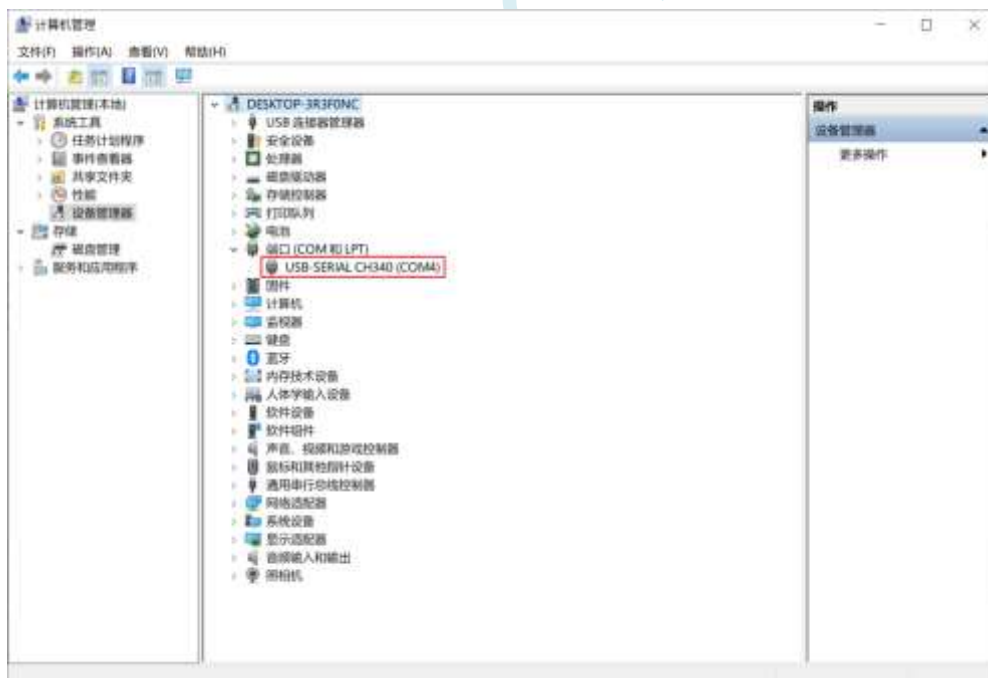 计算机管理
文件(F) 操作(A) 查看(V) 帮助(H)
计算机管理(本地)
系统工具
任务计划程序
事件查看器
共享文件夹
性能
设备管理器
存储
磁盘管理
服务和应用程序
DESKTOP-3R3F0NC
USB 连接器管理器
安全设备
处理器
磁盘驱动器
存储控制器
打印队列
电池
端口 (COM 和 LPT)
USB-SERIAL CH340 (COM4)
固件
计算机
监视器
键盘
蓝牙
内存技术设备
人体学输入设备
软件设备
软件组件
声音、视频和游戏控制器
鼠标和其他指针设备
通用串行总线控制器
网络适配器
系统设备
显示适配器
音频输入和输出
照相机
操作
设备管理器
更多操作